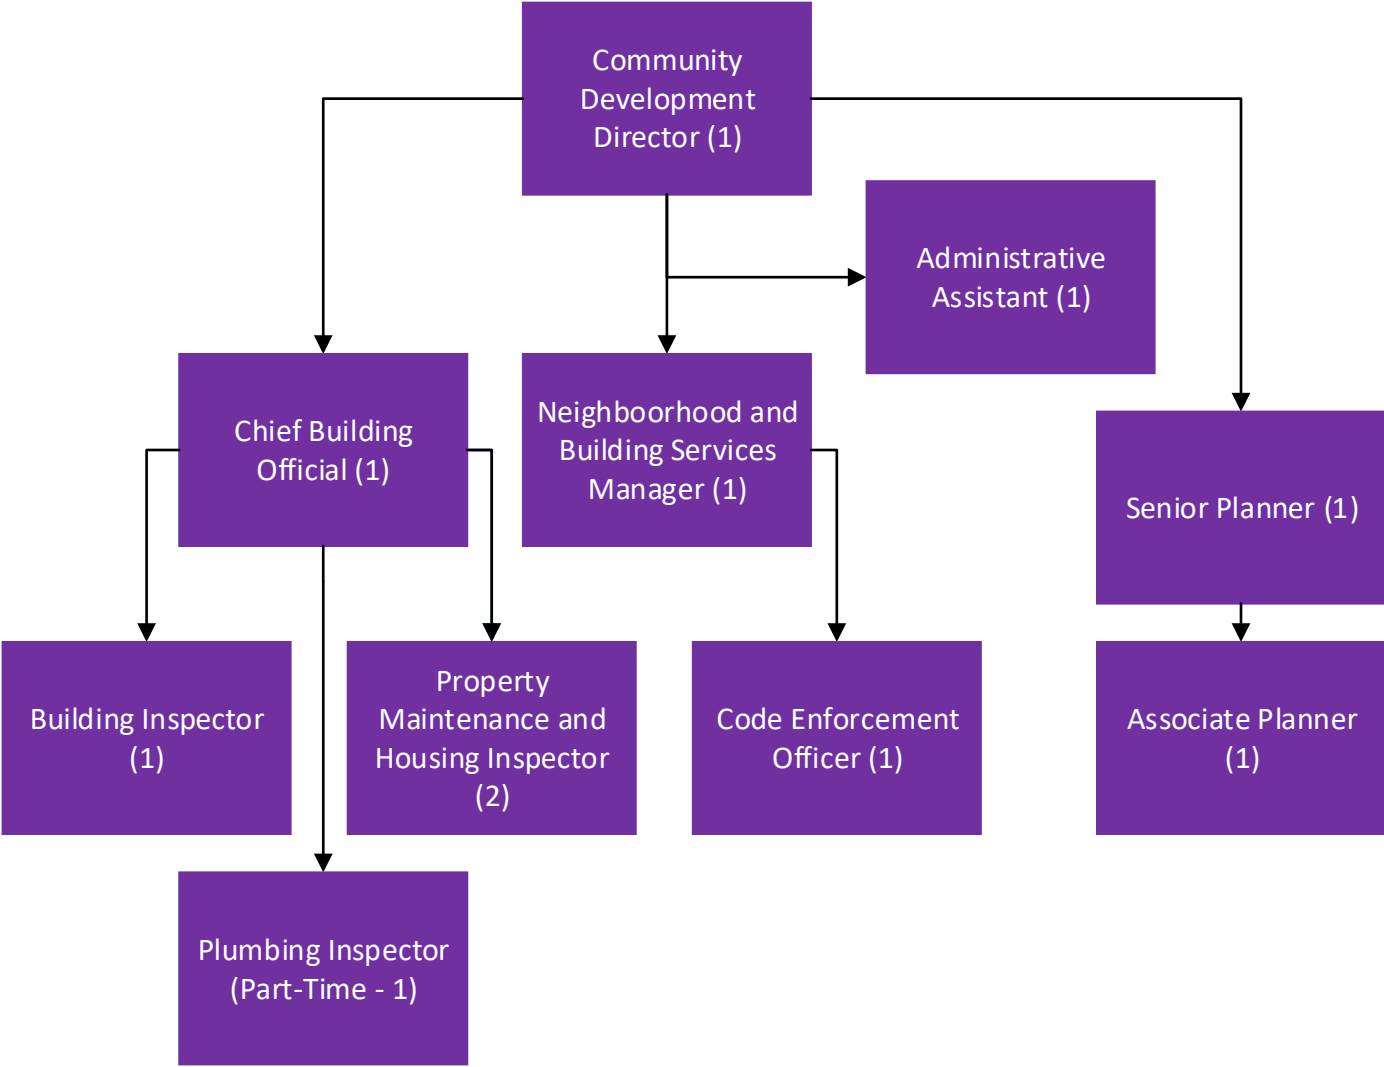 Community
Development
Director (1)
Administrative
Assistant (1)
Chief Building
Official (1)
Neighboorhood and
Building Services
Manager (1)
Senior Planner (1)
Building Inspector
(1)
Property
Maintenance and
Housing Inspector
(2)
Code Enforcement
Officer (1)
Associate Planner
(1)
Plumbing Inspector
(Part-Time - 1)